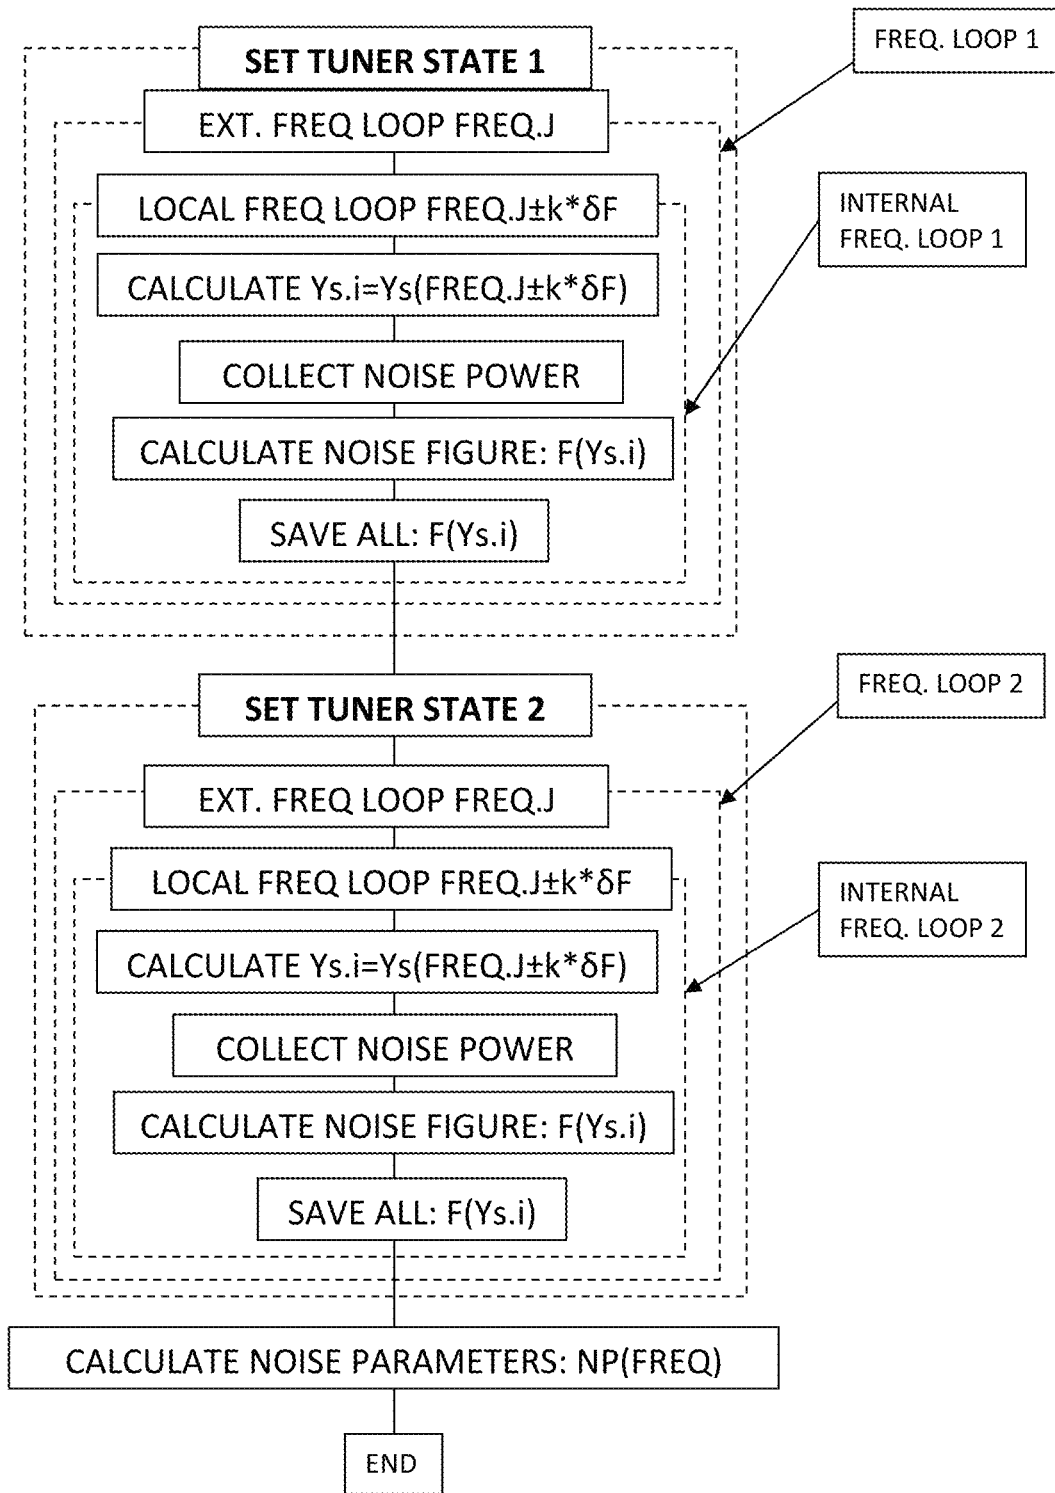 FREQ. LOOP 1
SET TUNER STATE 1
EXT. FREQ LOOP FREQ.J
LOCAL FREQ LOOP FREQ.J±k*δF
INTERNAL
FREQ. LOOP 1
CALCULATE Ys.i=Ys(FREQ.J±k*δF)
COLLECT NOISE POWER
CALCULATE NOISE FIGURE: F(Ys.i)
SAVE ALL: F(Ys.i)
FREQ. LOOP 2
SET TUNER STATE 2
EXT. FREQ LOOP FREQ.J
LOCAL FREQ LOOP FREQ.J±k*δF
INTERNAL
FREQ. LOOP 2
CALCULATE Ys.i=Ys(FREQ.J±k*δF)
COLLECT NOISE POWER
CALCULATE NOISE FIGURE: F(Ys.i)
SAVE ALL: F(Ys.i)
CALCULATE NOISE PARAMETERS: NP(FREQ)
END